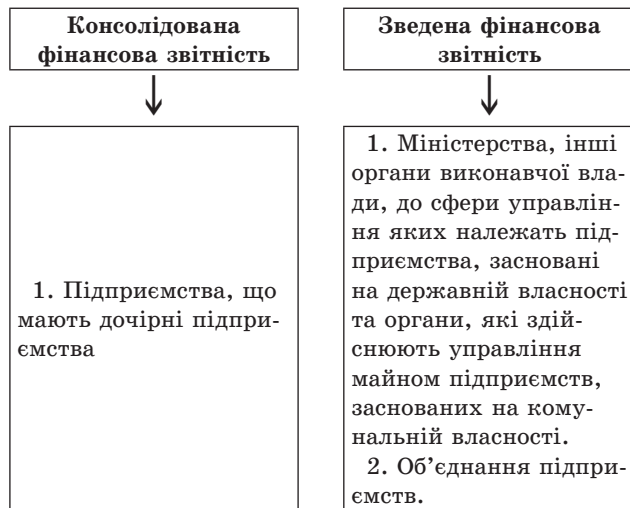 Консолідована
фінансова звітність
Зведена фінансова
звітність
1. Підприємства, що
мають дочірні підпри-
ємства
1. Міністерства, інші
органи виконавчої вла-
ди, до сфери управлін-
ня яких належать під-
приємства, засновані
на державній власності
та органи, які здій-
снюють управління
майном підприємств,
заснованих на кому-
нальній власності.
2. Об’єднання підпри-
ємств.